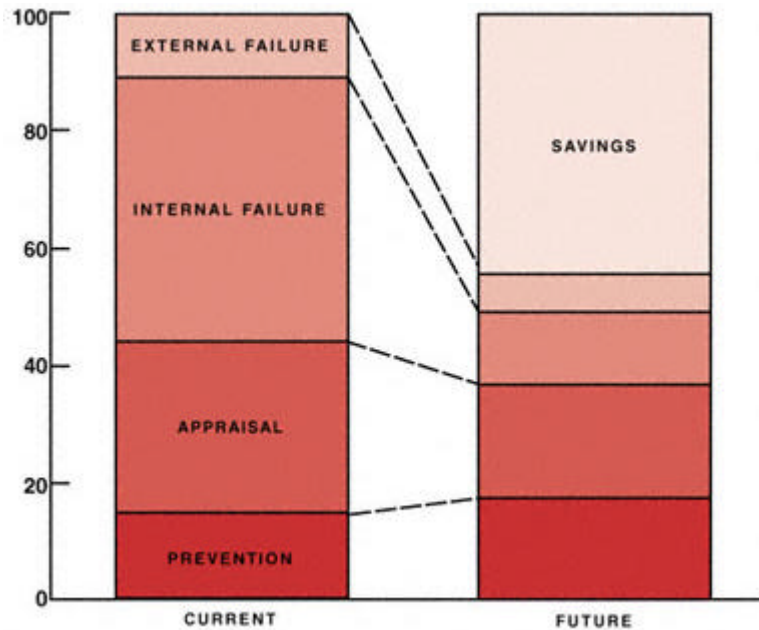 100
EXTERNAL FAILURE
80
SAVINGS
INTERNAL FAILURE
60
40
APPRAISAL
20
PREVENTION
0
CURRENT
FUTURE